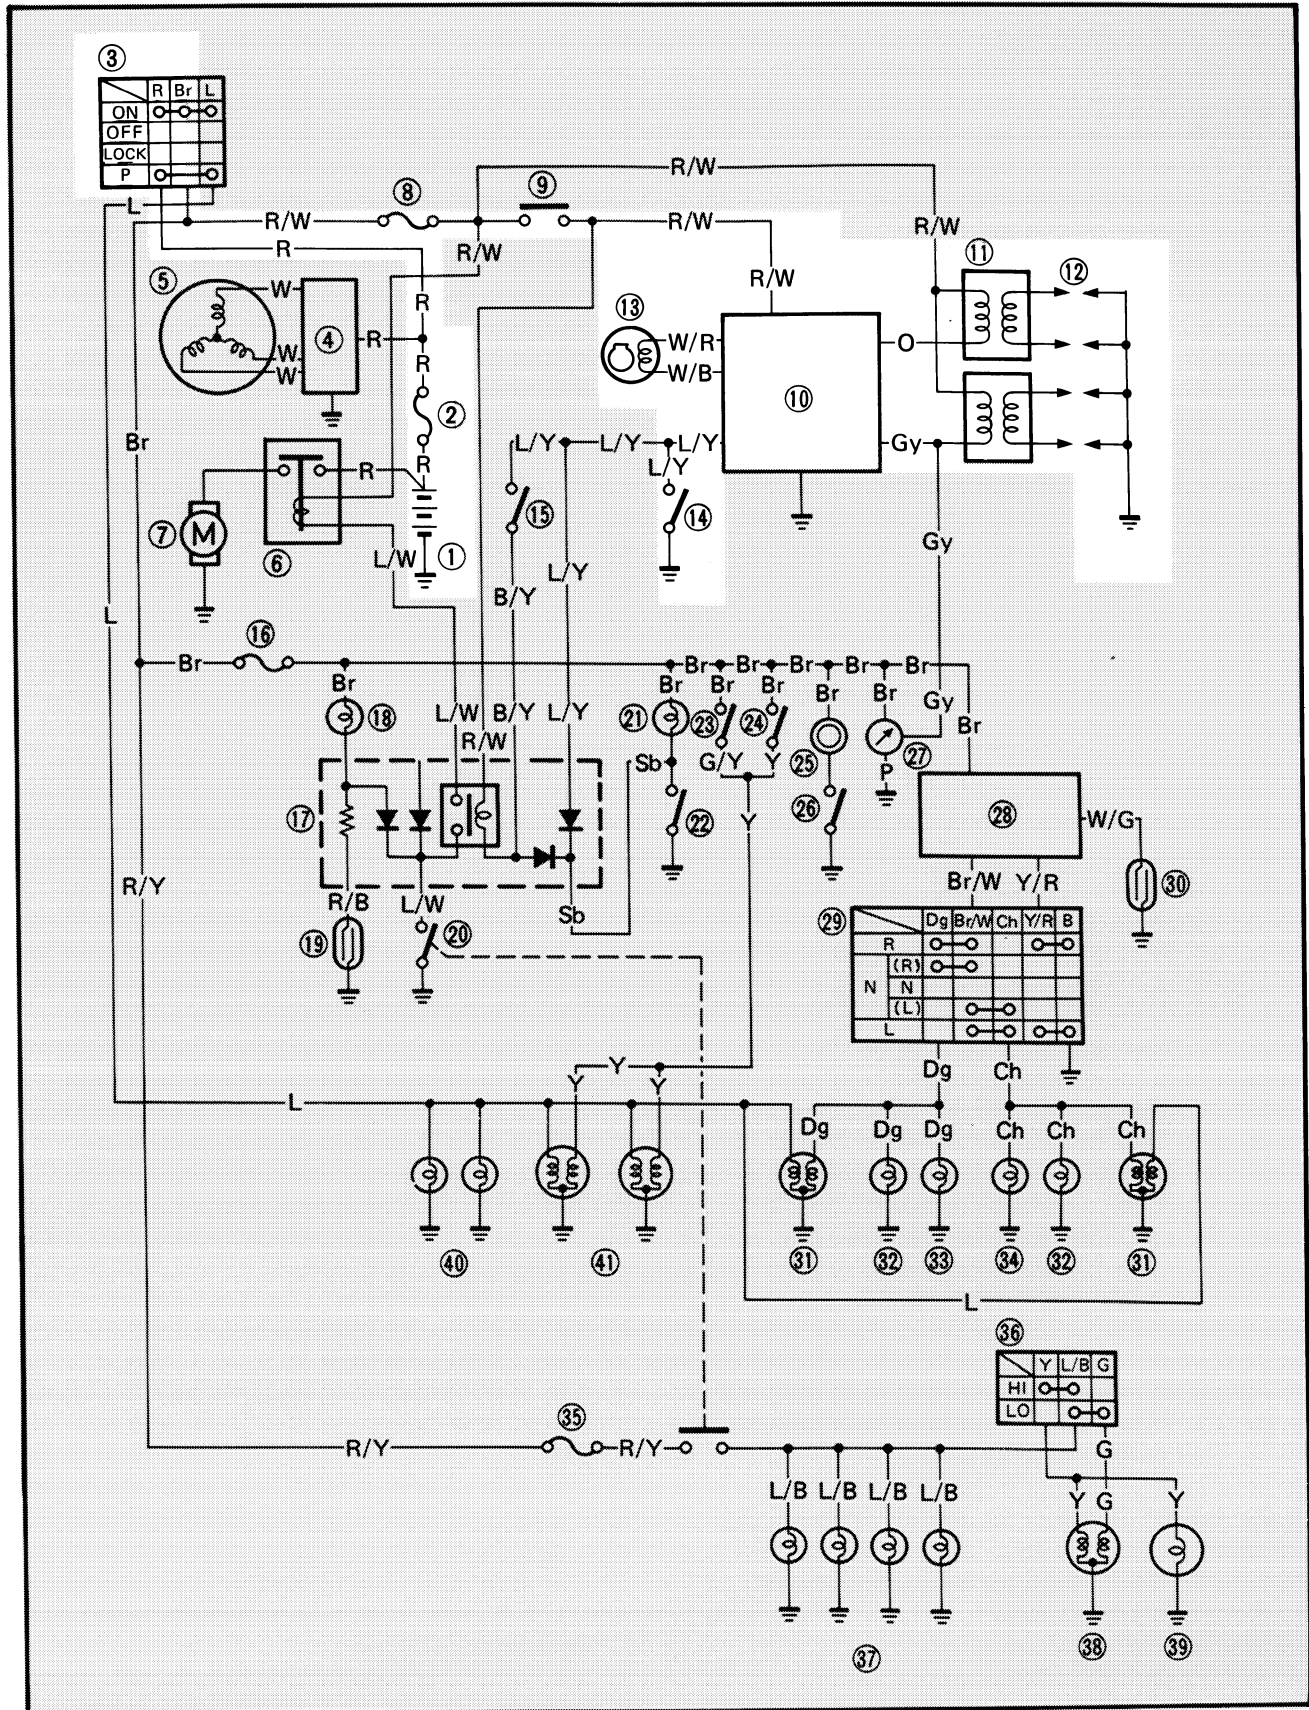 ③
R Br L
ON
OFF
LOCK
P
L
R/W
⑧
⑨
R/W
R/W
R
R/W
R/W
R/W
⑤
W
④
R
R
⑬
W/R
⑪
⑫
W
W
R
W/B
⑩
O
②
Br
R
R
L/Y
L/Y
L/Y
L/Y
Gy
⑦
M
⑥
①
⑮
⑭
L/W
L/Y
Gy
B/Y
L
⑯
Br
Br
Br
Br
Br
Br
Br
Br
Br
Br
Br
Br
Br
Gy
Br
⑱
L/W
B/Y
L/Y
R/W
㉑
㉓
㉔
Sb
G/Y
Y
㉕
㉗
P
⑰
㉒
Y
㉖
㉘
W/G
R/Y
R/B
L/W
Sb
Br/W
Y/R
㉚
⑲
⑳
㉙
Dg Br/W Ch Y/R B
R
(R)
N N
(L)
L
Y
Y
Y
Dg
Ch
L
Dg
Dg
Dg
Ch
Ch
Ch
㊵
㊶
㉛
㉜
㉝
㉞
㉜
㉛
L
㊱
Y L/B G
HI
LO
㉟
R/Y
R/Y
G
L/B
L/B
L/B
L/B
Y
G
Y
㊲
㊳
㊴